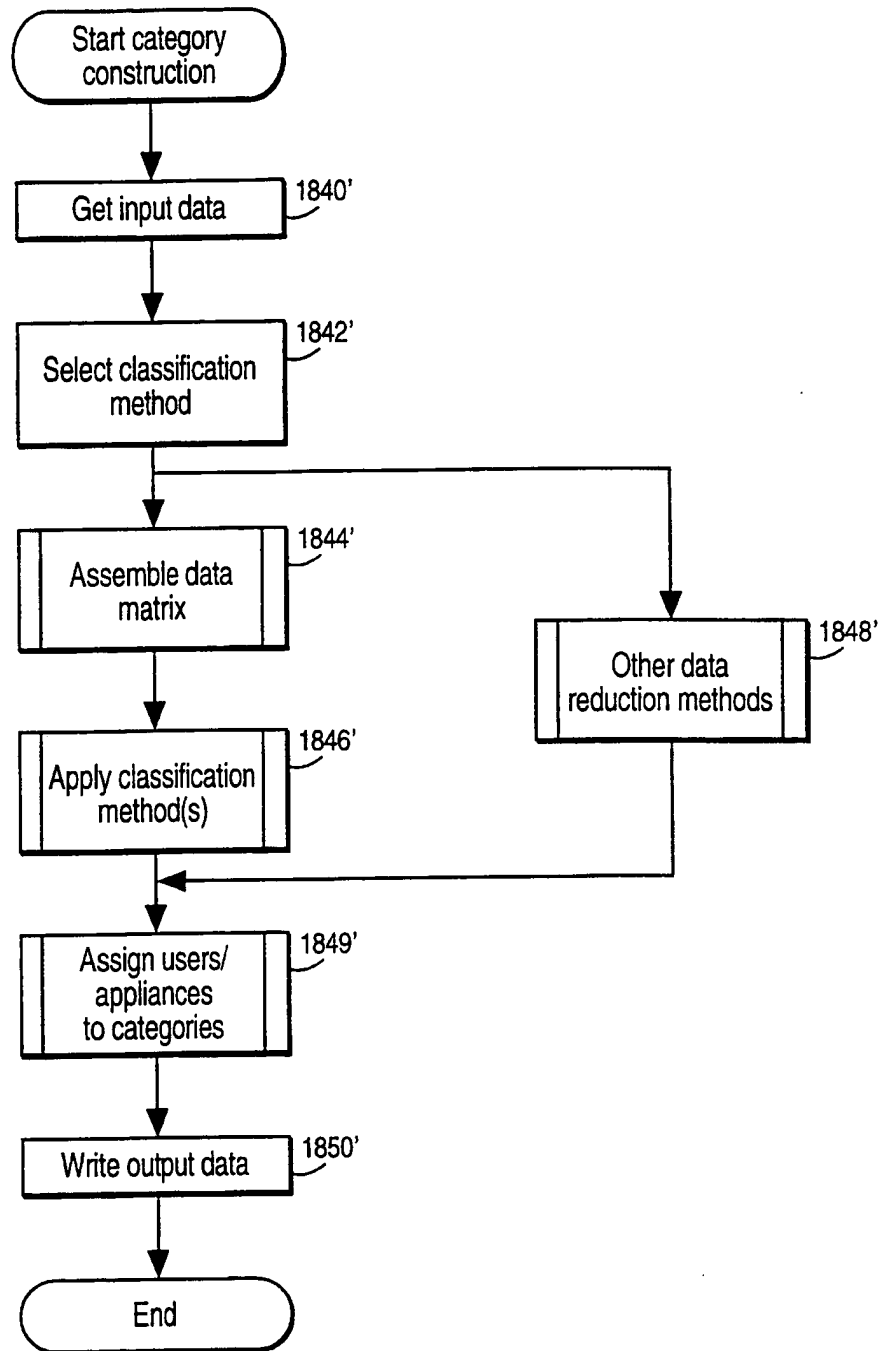 Start category
construction
1840'
Get input data
1842'
Select classification
method
1844'
Assemble data
matrix
1848'
Other data
reduction methods
1846'
Apply classification
method(s)
1849'
Assign users/
appliances
to categories
1850'
Write output data
End